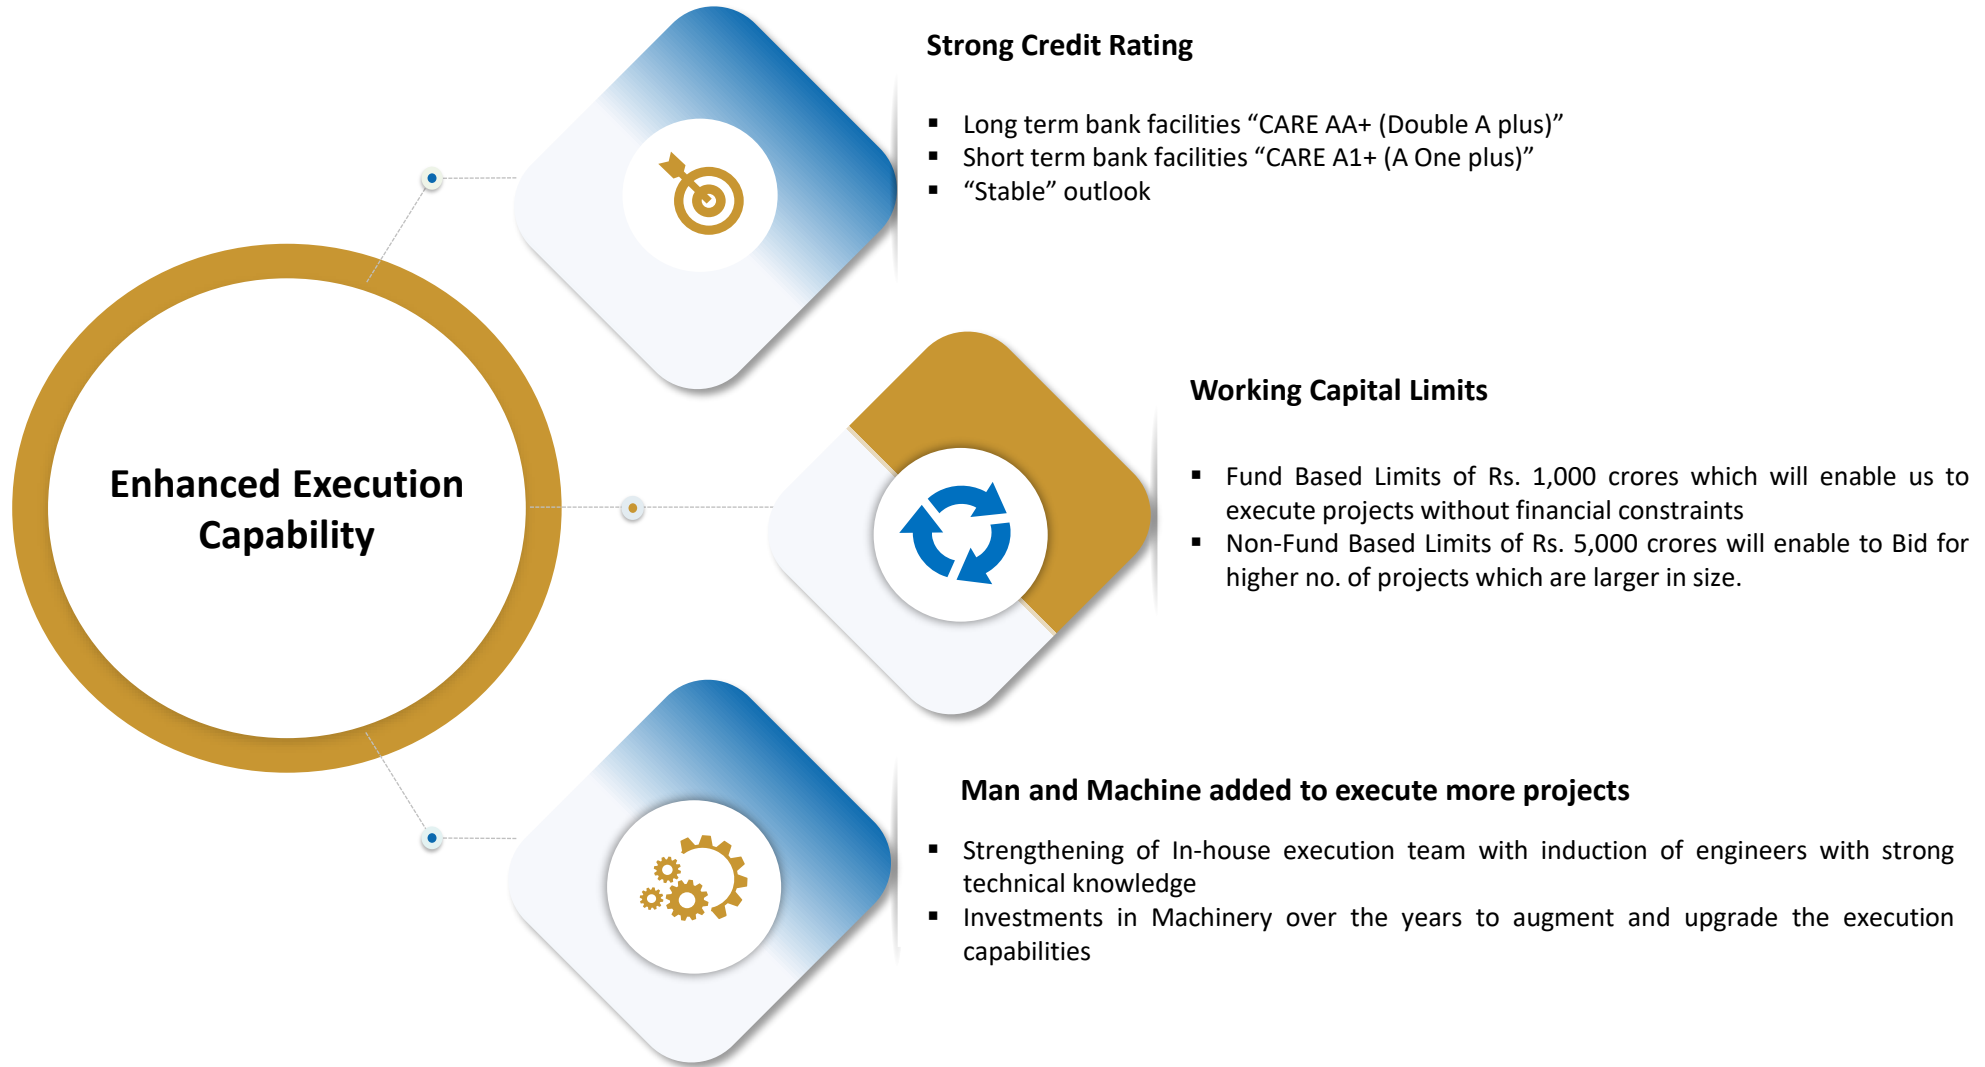 Enhanced Execution
Capability
Strong Credit Rating
▪ Long term bank facilities “CARE AA+ (Double A plus)”
▪ Short term bank facilities “CARE A1+ (A One plus)”
▪ “Stable” outlook
Working Capital Limits
▪ Fund Based Limits of Rs. 1,000 crores which will enable us to
execute projects without financial constraints
▪ Non-Fund Based Limits of Rs. 5,000 crores will enable to Bid for
higher no. of projects which are larger in size.
Man and Machine added to execute more projects
▪ Strengthening of In-house execution team with induction of engineers with strong
technical knowledge
▪ Investments in Machinery over the years to augment and upgrade the execution
capabilities